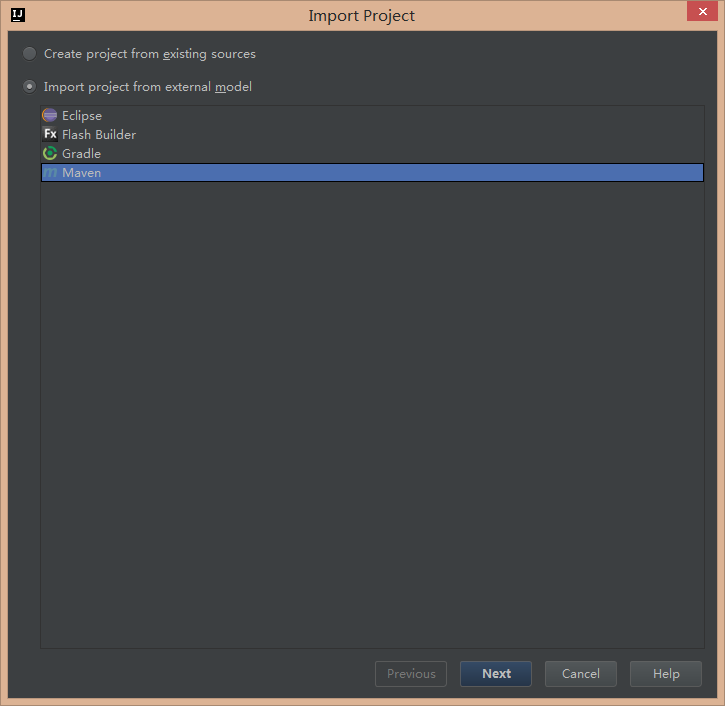 IJ
Import Project
Create project from existing sources
Import project from external model
Eclipse
Fx Flash Builder
Gradle
m Maven
Previous Next Cancel Help